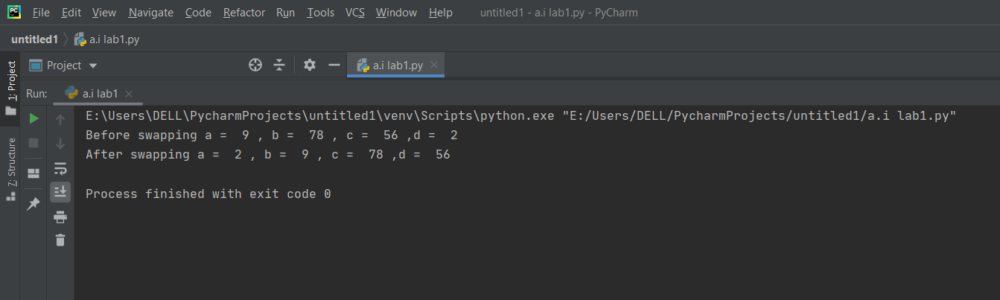 PC File Edit View Navigate Code Refactor Run Tools VCS Window Help untitled1 - a.i lab1.py - PyCharm
untitled1 a.i lab1.py
1: Project
Project a.i lab1.py
Run: a.i lab1
E:\Users\DELL\PycharmProjects\untitled1\venv\Scripts\python.exe "E:/Users/DELL/PycharmProjects/untitled1/a.i lab1.py"
Before swapping a =  9 , b =  78 , c =  56 ,d =  2
After swapping a =  2 , b =  9 , c =  78 ,d =  56
Process finished with exit code 0
7: Structure